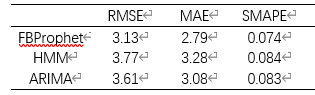 RMSE MAE SMAPE
FBProphet 3.13 2.79 0.074
HMM 3.77 3.28 0.084
ARIMA 3.61 3.08 0.083